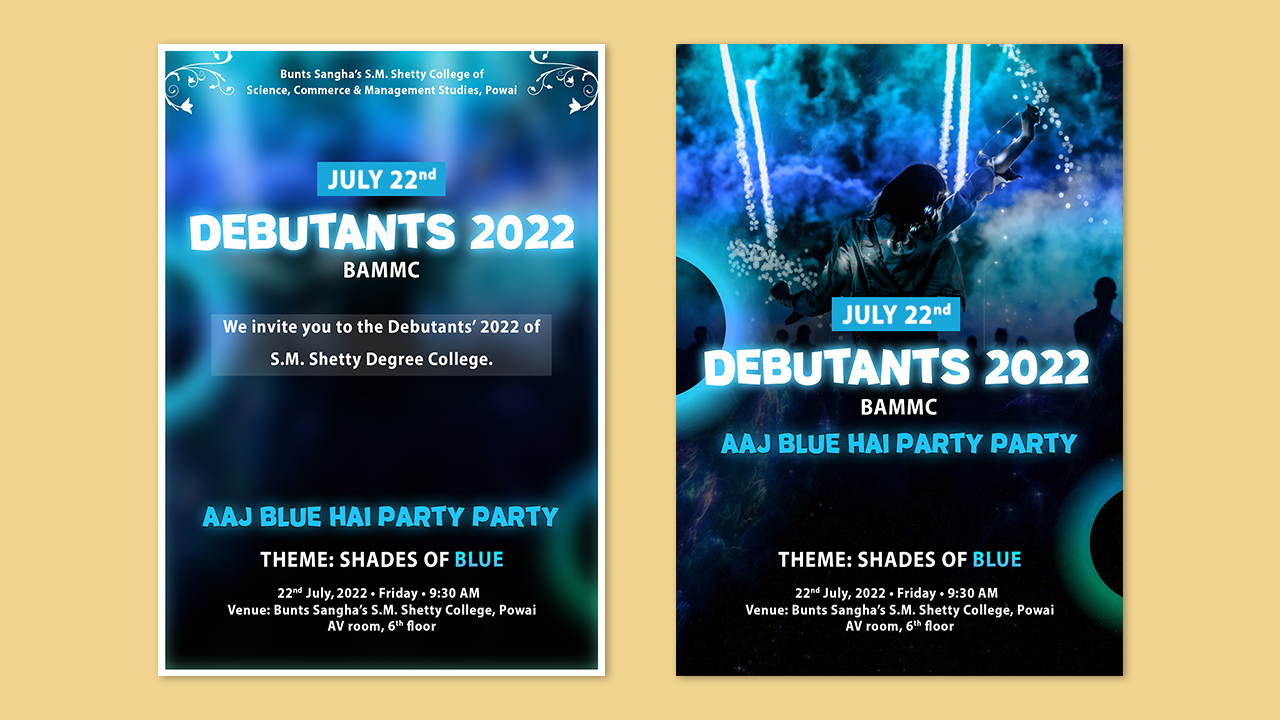 Bunts Sangha's S.M. Shetty College of
Science, Commerce & Management Studies, Powai
JULY 22nd
DEBUTANTS 2022
BAMMC
We invite you to the Debutants' 2022 of
S.M. Shetty Degree College.
AAJ BLUE HAI PARTY PARTY
THEME: SHADES OF BLUE
22nd July, 2022 • Friday • 9:30 AM
Venue: Bunts Sangha's S.M. Shetty College, Powai
AV room, 6th floor
JULY 22nd
DEBUTANTS 2022
BAMMC
AAJ BLUE HAI PARTY PARTY
THEME: SHADES OF BLUE
22nd July, 2022 • Friday • 9:30 AM
Venue: Bunts Sangha's S.M. Shetty College, Powai
AV room, 6th floor